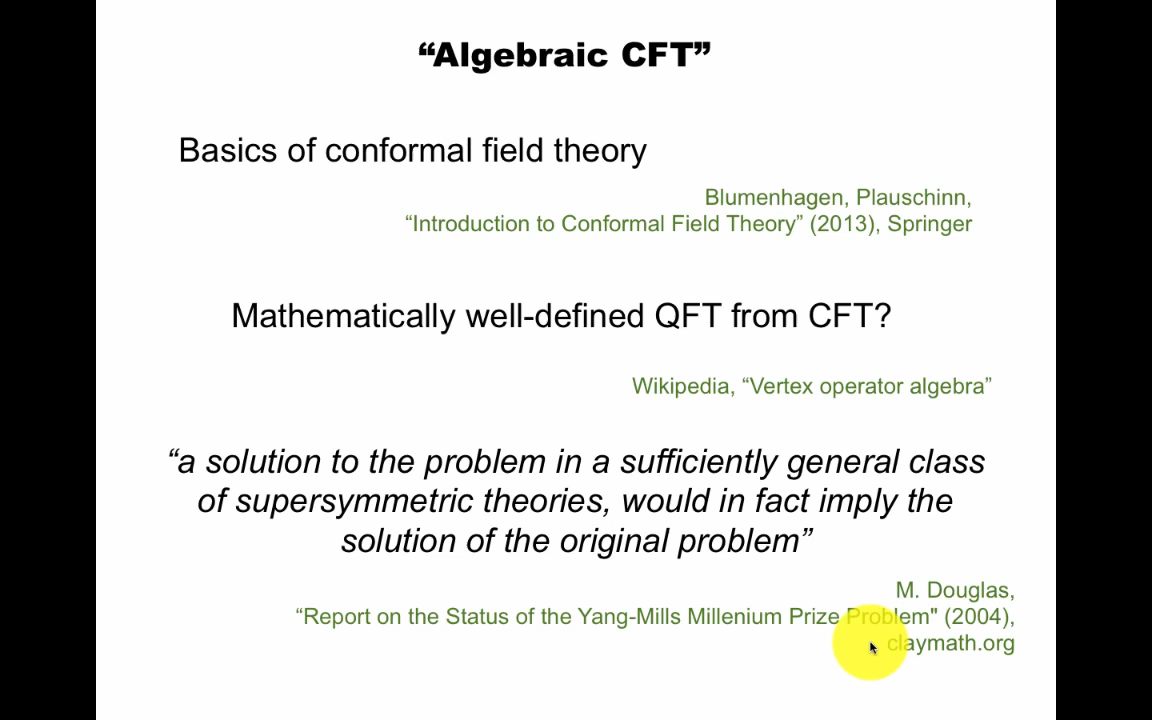 “Algebraic CFT”
Basics of conformal field theory
Blumenhagen, Plauschinn,
“Introduction to Conformal Field Theory” (2013), Springer
Mathematically well-defined QFT from CFT?
Wikipedia, “Vertex operator algebra”
“a solution to the problem in a sufficiently general class
of supersymmetric theories, would in fact imply the
solution of the original problem”
M. Douglas,
“Report on the Status of the Yang-Mills Millenium Prize Problem" (2004),
claymath.org